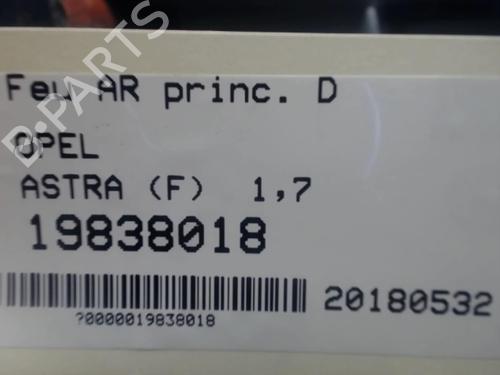 Feu AR princ. D
OPEL
ASTRA (F) 1,7
19838018
20180532
?0000019838018
B-PARTS